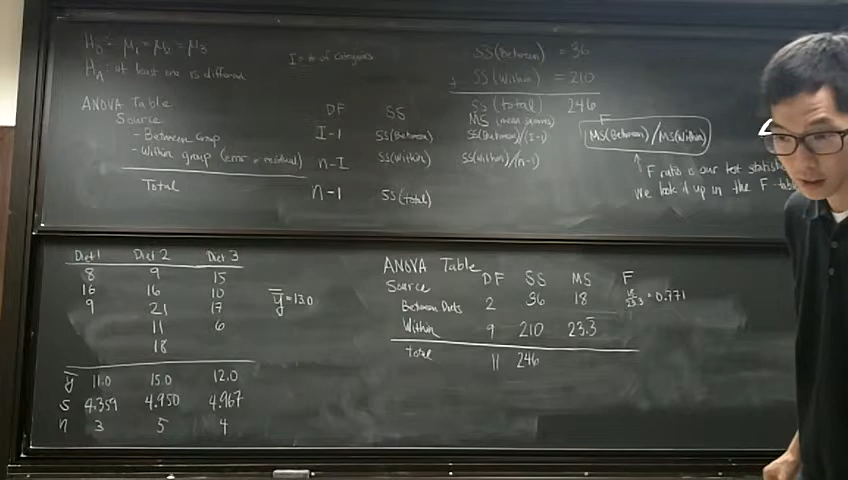 H₀: μ₁ = μ₂ = μ₃
H_A: at least one is different
I = # of categories
SS(Between) = 36
+ SS(Within) = 210
SS(total) 246
ANOVA Table
Source DF SS MS (mean squares) F
- Between Group I-1 SS(Between) SS(Between)/(I-1) MS(Between)/MS(Within)
- Within group (error or residual) n-I SS(Within) SS(Within)/(n-I)
Total n-1 SS(total)
↑ F ratio is our test statistic
we look it up in the F-table
Diet 1 Diet 2 Diet 3
8 9 15
16 16 10
9 21 17
11 6
18
ȳ 11.0 15.0 12.0
s 4.359 4.950 4.967
n 3 5 4
y̿ = 13.0
ANOVA Table
Source DF SS MS F
Between Diets 2 36 18 18/23.3 = 0.771
Within 9 210 23.3̄
total 11 246